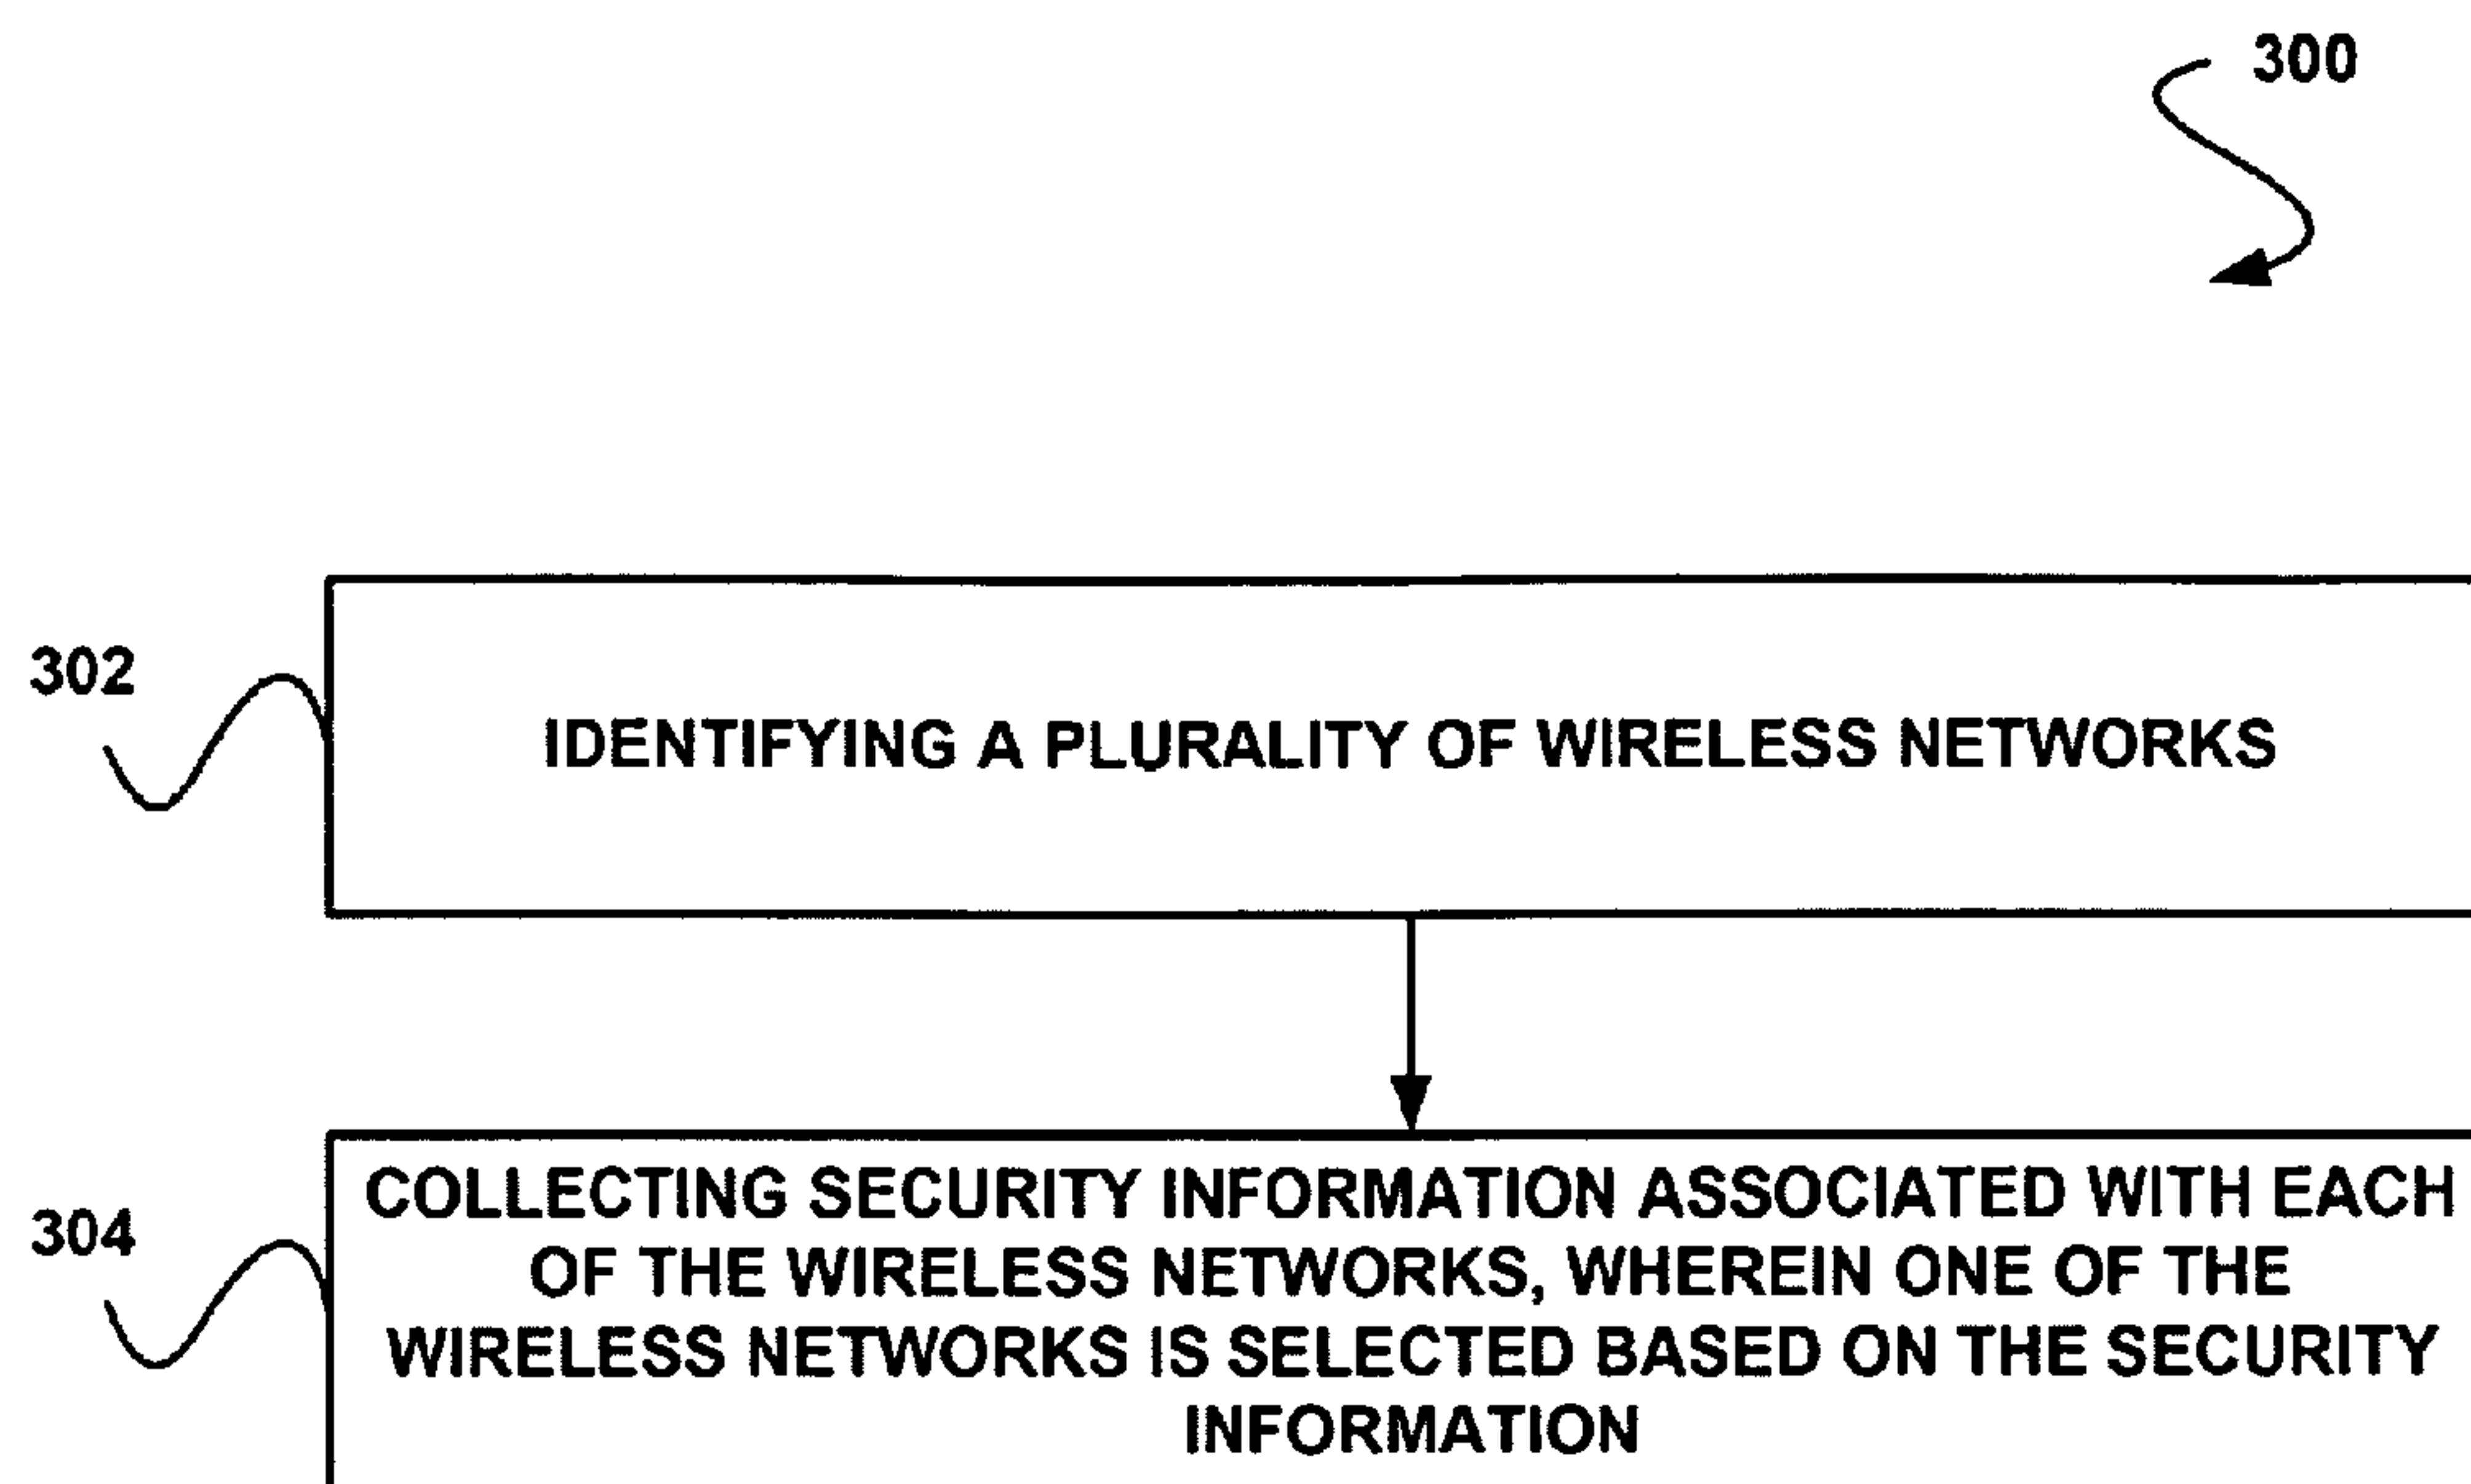 300
302
IDENTIFYING A PLURALITY OF WIRELESS NETWORKS
304
COLLECTING SECURITY INFORMATION ASSOCIATED WITH EACH
OF THE WIRELESS NETWORKS, WHEREIN ONE OF THE
WIRELESS NETWORKS IS SELECTED BASED ON THE SECURITY
INFORMATION